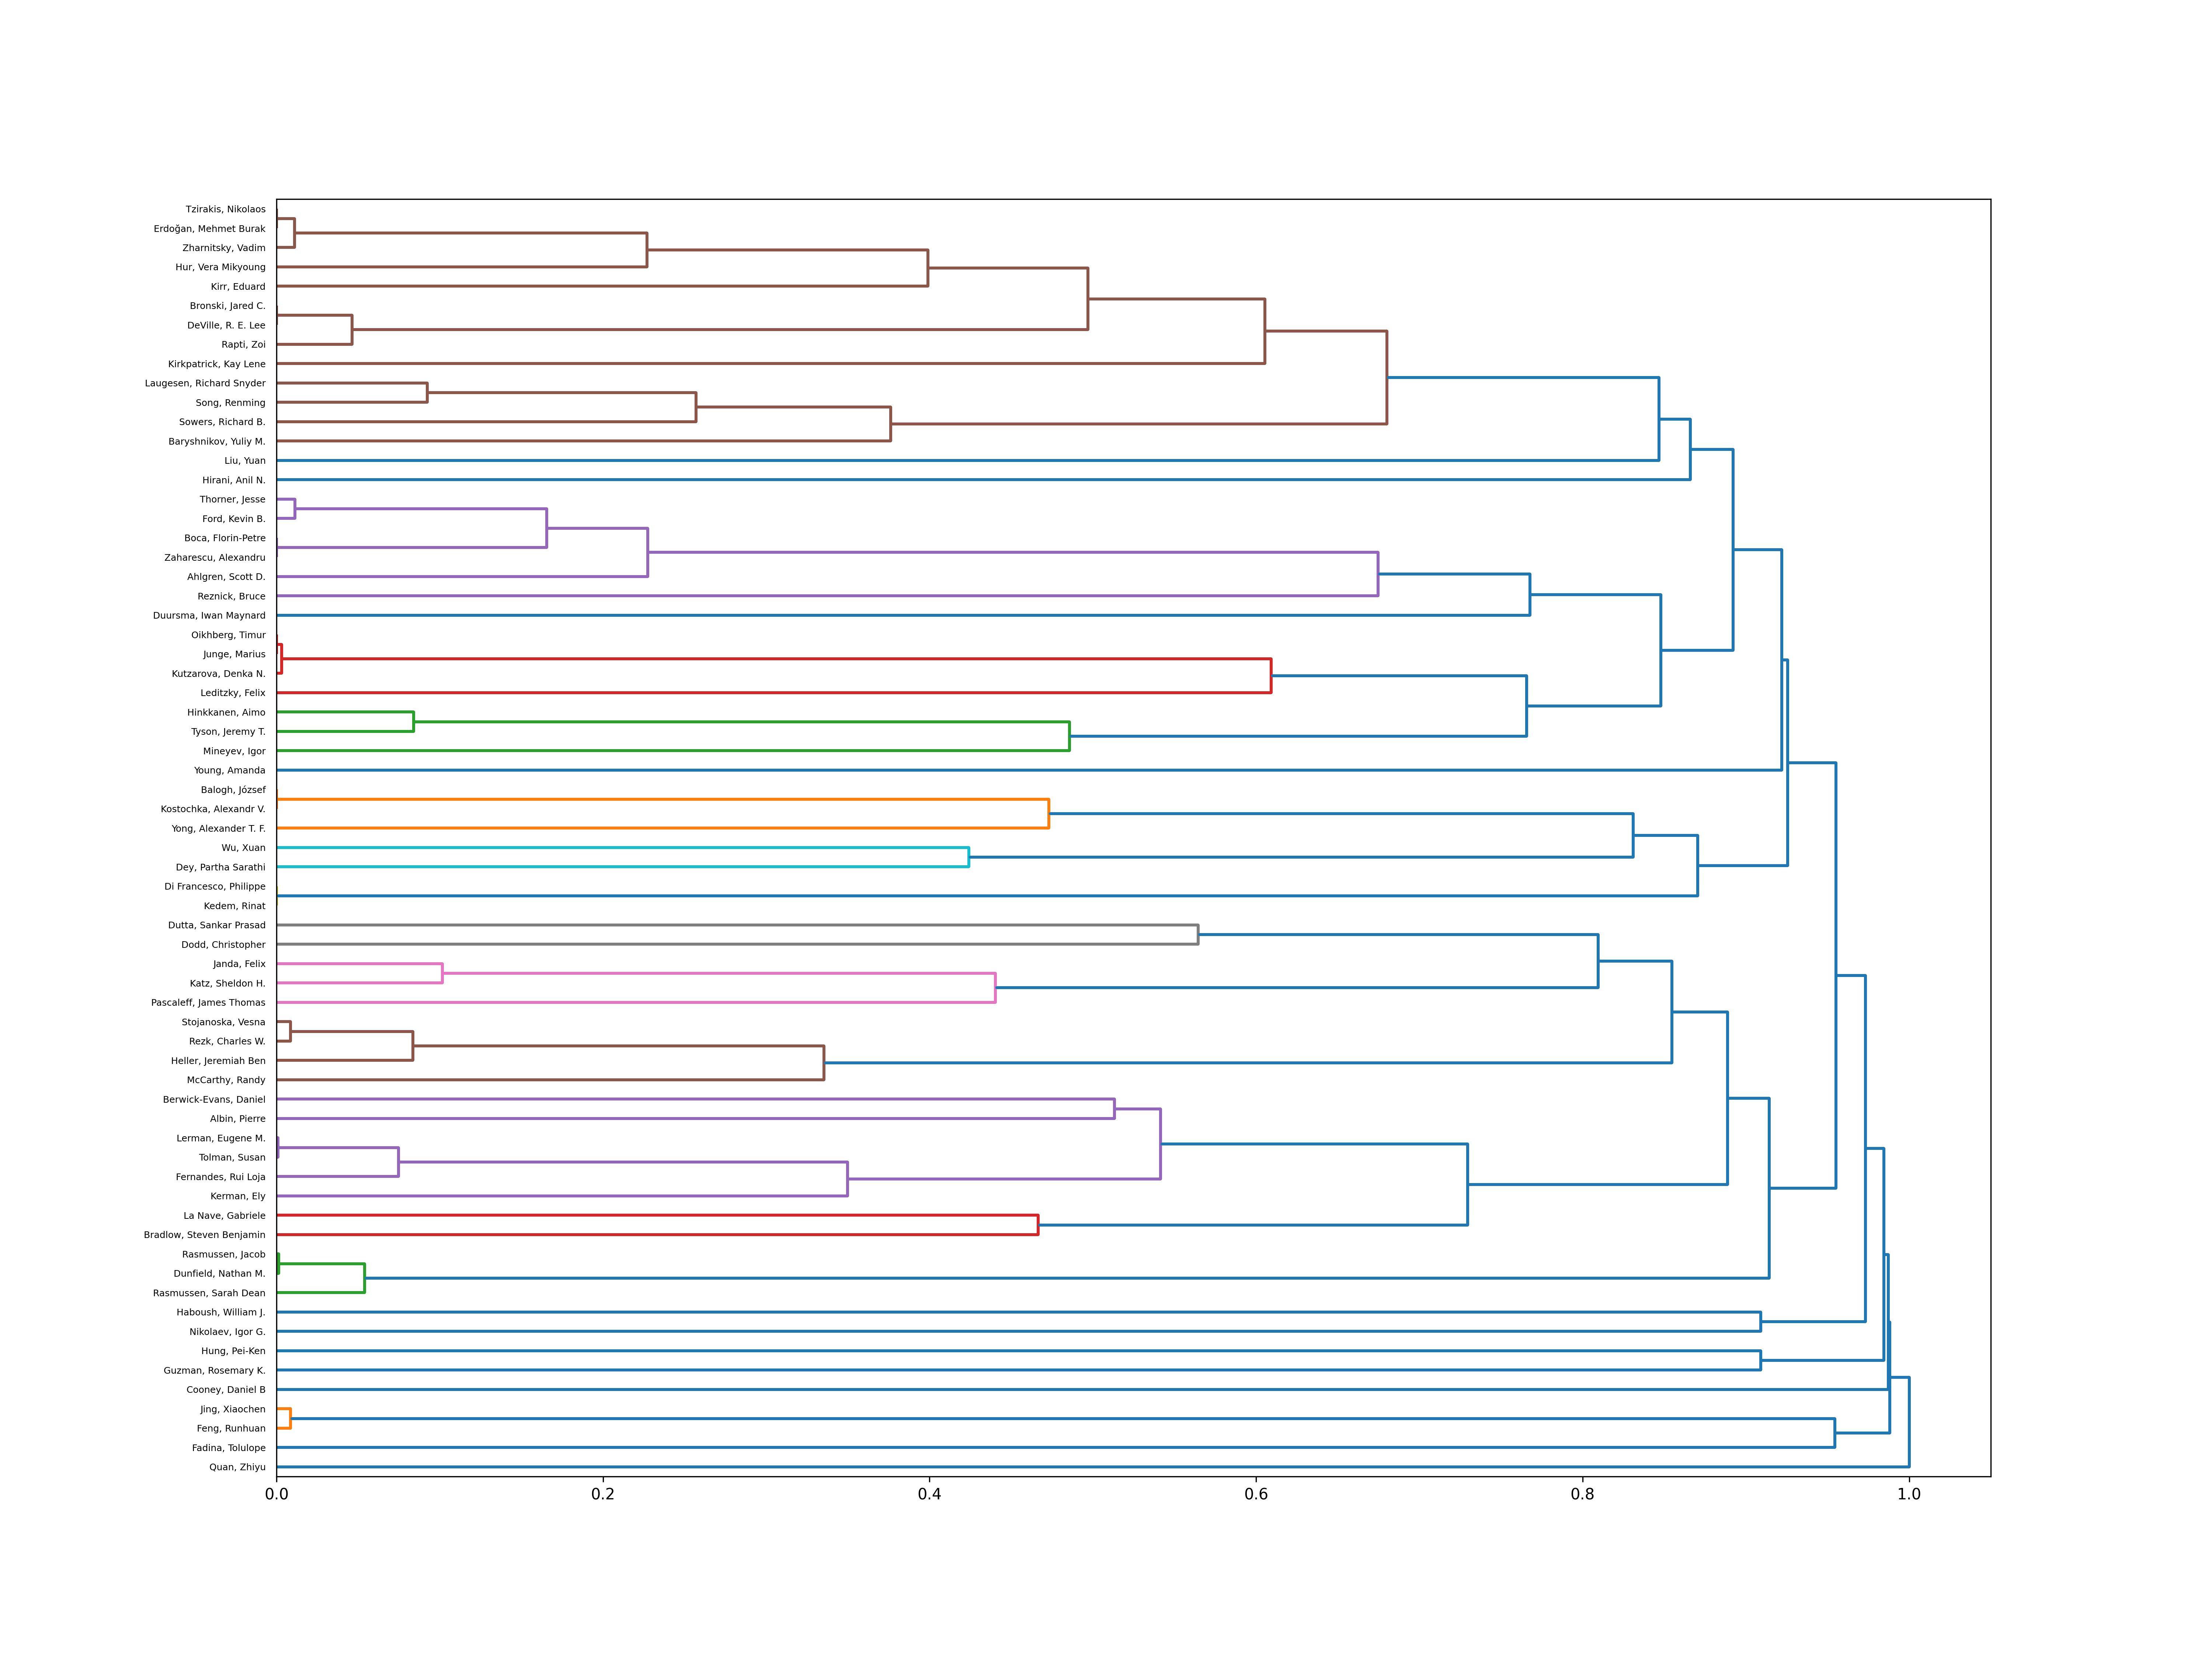 Tzirakis, Nikolaos
Erdoğan, Mehmet Burak
Zharnitsky, Vadim
Hur, Vera Mikyoung
Kirr, Eduard
Bronski, Jared C.
DeVille, R. E. Lee
Rapti, Zoi
Kirkpatrick, Kay Lene
Laugesen, Richard Snyder
Song, Renming
Sowers, Richard B.
Baryshnikov, Yuliy M.
Liu, Yuan
Hirani, Anil N.
Thorner, Jesse
Ford, Kevin B.
Boca, Florin-Petre
Zaharescu, Alexandru
Ahlgren, Scott D.
Reznick, Bruce
Duursma, Iwan Maynard
Oikhberg, Timur
Junge, Marius
Kutzarova, Denka N.
Leditzky, Felix
Hinkkanen, Aimo
Tyson, Jeremy T.
Mineyev, Igor
Young, Amanda
Balogh, József
Kostochka, Alexandr V.
Yong, Alexander T. F.
Wu, Xuan
Dey, Partha Sarathi
Di Francesco, Philippe
Kedem, Rinat
Dutta, Sankar Prasad
Dodd, Christopher
Janda, Felix
Katz, Sheldon H.
Pascaleff, James Thomas
Stojanoska, Vesna
Rezk, Charles W.
Heller, Jeremiah Ben
McCarthy, Randy
Berwick-Evans, Daniel
Albin, Pierre
Lerman, Eugene M.
Tolman, Susan
Fernandes, Rui Loja
Kerman, Ely
La Nave, Gabriele
Bradlow, Steven Benjamin
Rasmussen, Jacob
Dunfield, Nathan M.
Rasmussen, Sarah Dean
Haboush, William J.
Nikolaev, Igor G.
Hung, Pei-Ken
Guzman, Rosemary K.
Cooney, Daniel B
Jing, Xiaochen
Feng, Runhuan
Fadina, Tolulope
Quan, Zhiyu
0.0 0.2 0.4 0.6 0.8 1.0